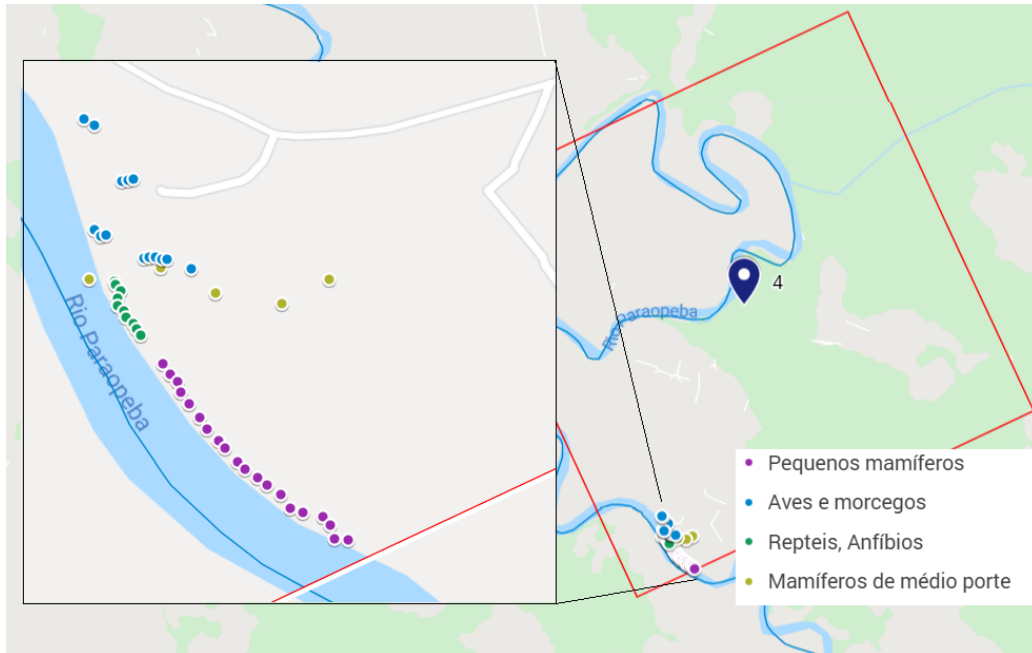 Rio Paraopeba
4
Rio Paraopeba
Pequenos mamíferos
Aves e morcegos
Repteis, Anfíbios
Mamíferos de médio porte